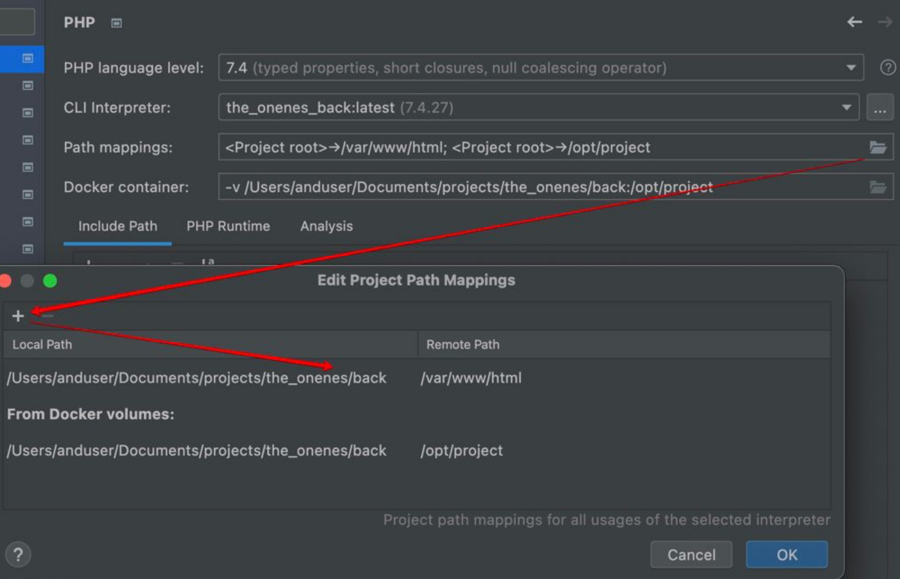 PHP
PHP language level: 7.4 (typed properties, short closures, null coalescing operator)
CLI Interpreter: the_onenes_back:latest (7.4.27) ...
Path mappings: <Project root>→/var/www/html; <Project root>→/opt/project
Docker container: -v /Users/anduser/Documents/projects/the_onenes/back:/opt/project
Include Path PHP Runtime Analysis
Edit Project Path Mappings
Local Path Remote Path
/Users/anduser/Documents/projects/the_onenes/back /var/www/html
From Docker volumes:
/Users/anduser/Documents/projects/the_onenes/back /opt/project
Project path mappings for all usages of the selected interpreter
? Cancel OK